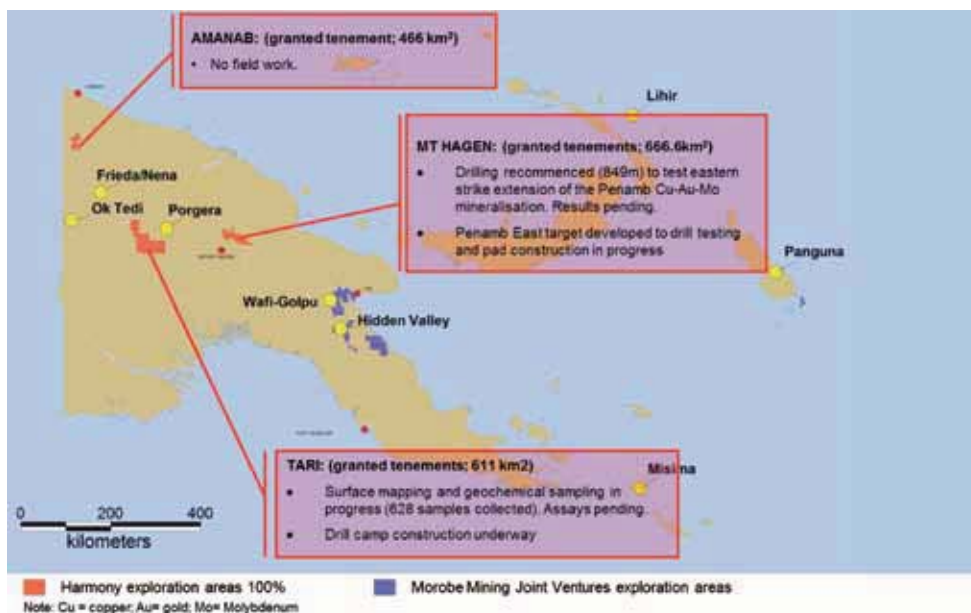 AMANAB: (granted tenement; 466 km²)
• No field work.
Lihir
MT HAGEN: (granted tenements; 666.6km²)
• Drilling recommenced (849m) to test eastern
strike extension of the Penamb Cu-Au-Mo
mineralisation. Results pending.
• Penamb East target developed to drill testing
and pad construction in progress
Frieda/Nena
Ok Tedi
Porgera
Panguna
Wafi-Golpu
Hidden Valley
TARI: (granted tenements; 611 km2)
• Surface mapping and geochemical sampling in
progress (628 samples collected). Assays pending.
• Drill camp construction underway
Misima
0 200 400
kilometers
Harmony exploration areas 100%
Morobe Mining Joint Ventures exploration areas
Note: Cu = copper; Au= gold; Mo= Molybdenum